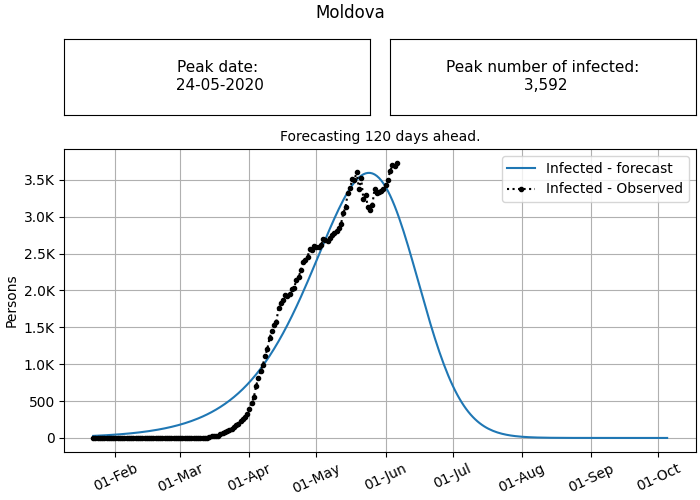 Moldova
Peak date:
24-05-2020
Peak number of infected:
3,592
Forecasting 120 days ahead.
Infected - forecast
Infected - Observed
Persons
3.5K
3.0K
2.5K
2.0K
1.5K
1.0K
500
0
01-Feb
01-Mar
01-Apr
01-May
01-Jun
01-Jul
01-Aug
01-Sep
01-Oct